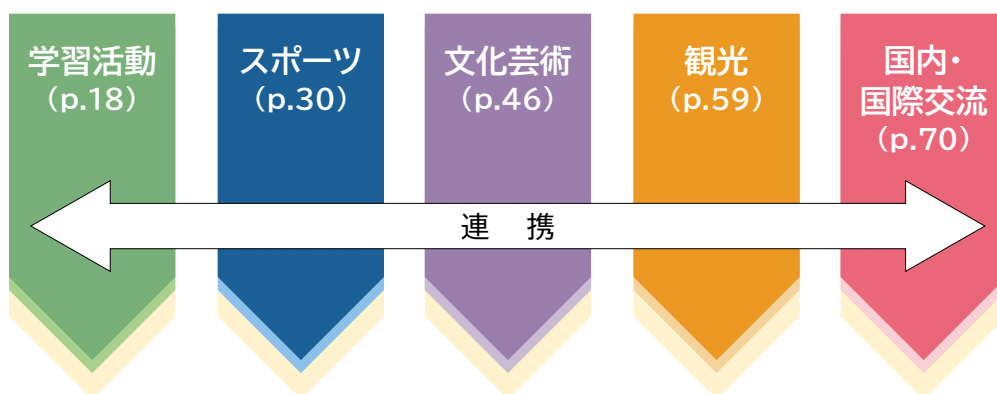 学習活動
（p.18）
スポーツ
（p.30）
文化芸術
（p.46）
観光
（p.59）
国内・
国際交流
（p.70）
連　携